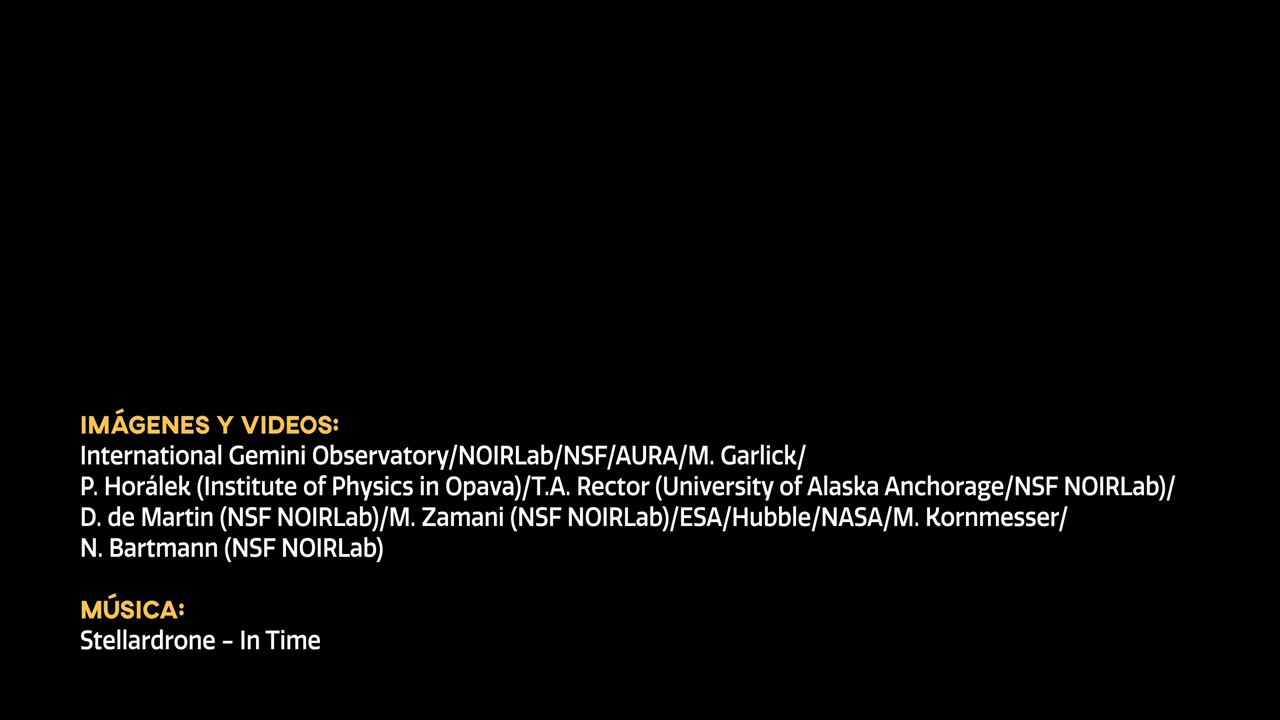 IMÁGENES Y VIDEOS:
International Gemini Observatory/NOIRLab/NSF/AURA/M. Garlick/
P. Horálek (Institute of Physics in Opava)/T.A. Rector (University of Alaska Anchorage/NSF NOIRLab)/
D. de Martin (NSF NOIRLab)/M. Zamani (NSF NOIRLab)/ESA/Hubble/NASA/M. Kornmesser/
N. Bartmann (NSF NOIRLab)
MÚSICA:
Stellardrone – In Time